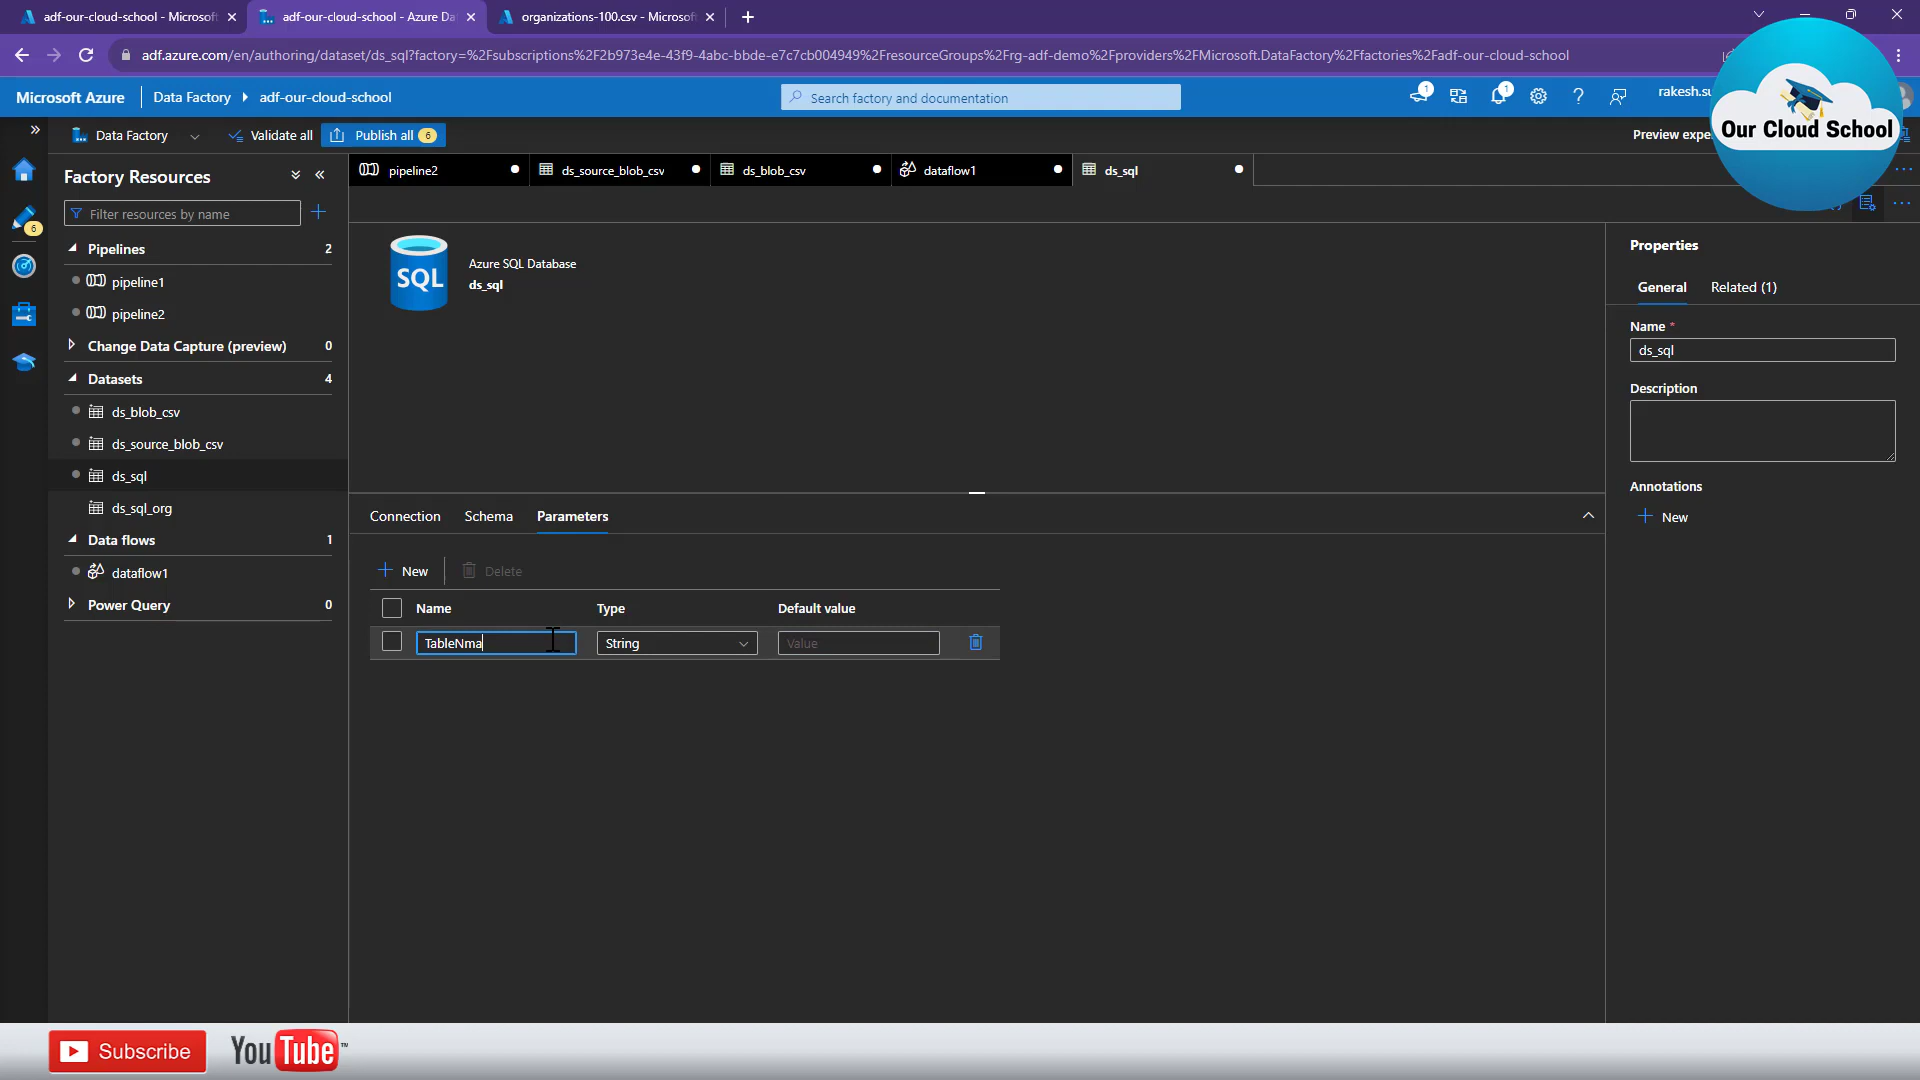 adf-our-cloud-school - Microsoft
adf-our-cloud-school - Azure Da
organizations-100.csv - Microsoft
adf.azure.com/en/authoring/dataset/ds_sql?factory=%2Fsubscriptions%2F2b973e4e-43f9-4abc-bbde-e7c7cb004949%2FresourceGroups%2Frg-adf-demo%2Fproviders%2FMicrosoft.DataFactory%2Ffactories%2Fadf-our-cloud-school
Microsoft Azure
Data Factory
adf-our-cloud-school
Search factory and documentation
1
1
rakesh.su
Our Cloud School
Data Factory
Validate all
Publish all 6
Preview expe
Factory Resources
pipeline2
ds_source_blob_csv
ds_blob_csv
dataflow1
ds_sql
Filter resources by name
6
Pipelines 2
pipeline1
pipeline2
Change Data Capture (preview) 0
Datasets 4
ds_blob_csv
ds_source_blob_csv
ds_sql
ds_sql_org
Data flows 1
dataflow1
Power Query 0
SQL
Azure SQL Database
ds_sql
Connection
Schema
Parameters
New
Delete
Name
Type
Default value
TableNma
String
Value
Properties
General
Related (1)
Name *
ds_sql
Description
Annotations
New
Subscribe
YouTube ™